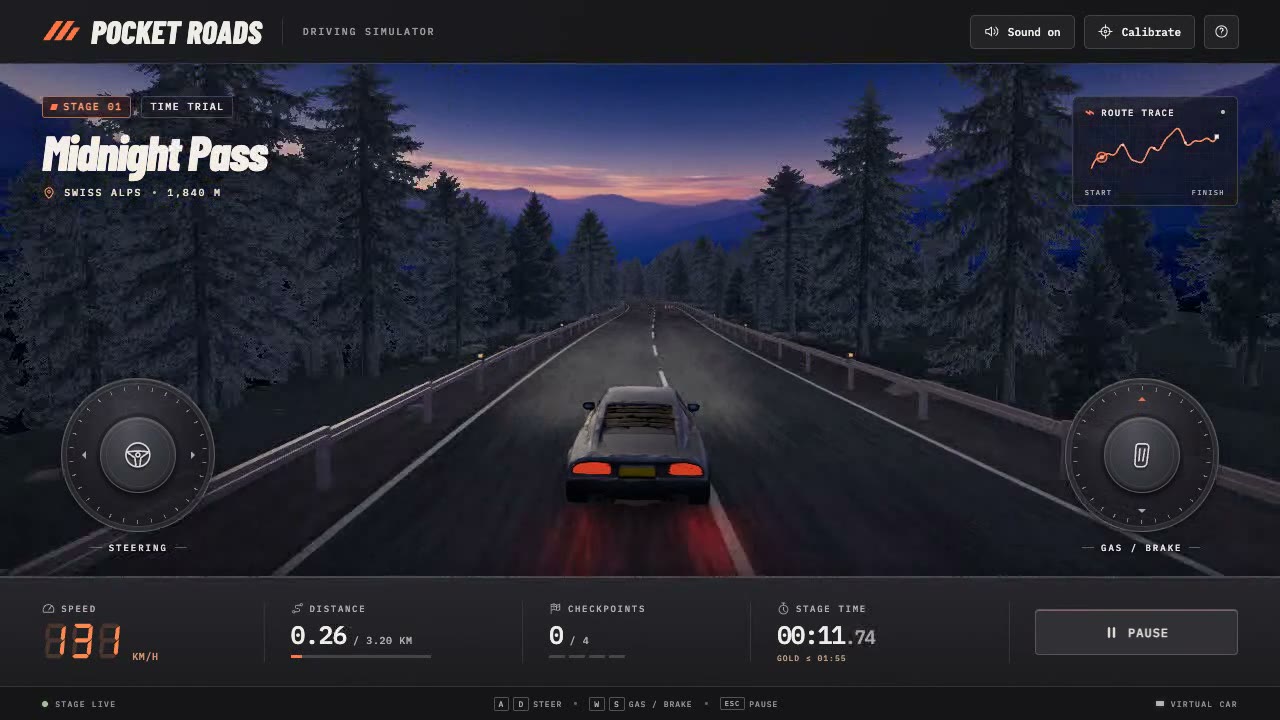 POCKET ROADS
DRIVING SIMULATOR
Sound on
Calibrate
STAGE 01
TIME TRIAL
Midnight Pass
SWISS ALPS • 1,840 M
ROUTE TRACE
START
FINISH
STEERING
GAS / BRAKE
SPEED
131 KM/H
DISTANCE
0.26 / 3.20 KM
CHECKPOINTS
0 / 4
STAGE TIME
00:11.74
GOLD ≤ 01:55
PAUSE
STAGE LIVE
A D STEER • W S GAS / BRAKE • ESC PAUSE
VIRTUAL CAR